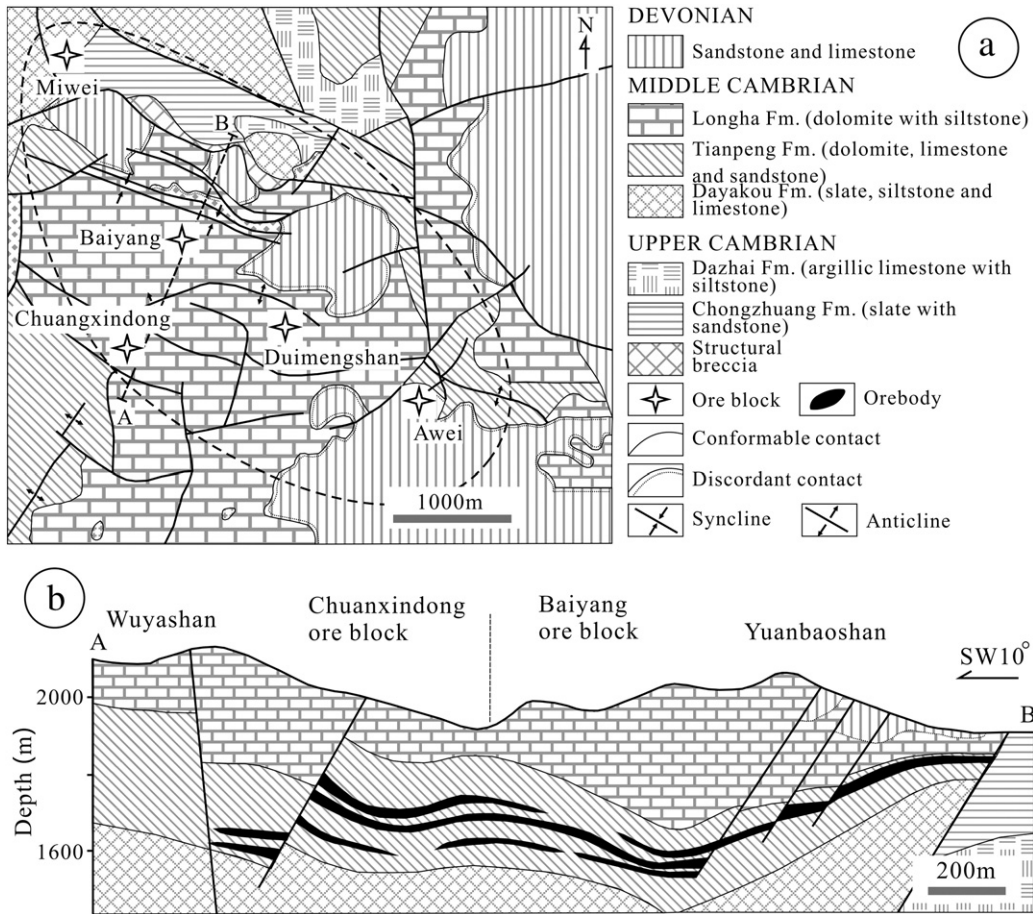 N
Miwei
B
Baiyang
Chuangxindong
Duimengshan
A
Awei
1000m
a
DEVONIAN
Sandstone and limestone
MIDDLE CAMBRIAN
Longha Fm. (dolomite with siltstone)
Tianpeng Fm. (dolomite, limestone
and sandstone)
Dayakou Fm. (slate, siltstone and
limestone)
UPPER CAMBRIAN
Dazhai Fm. (argillic limestone with
siltstone)
Chongzhuang Fm. (slate with
sandstone)
Structural
breccia
Ore block
Orebody
Conformable contact
Discordant contact
Syncline
Anticline
b
Wuyashan
Chuanxindong
ore block
Baiyang
ore block
Yuanbaoshan
SW10°
A
B
2000
1600
Depth (m)
200m